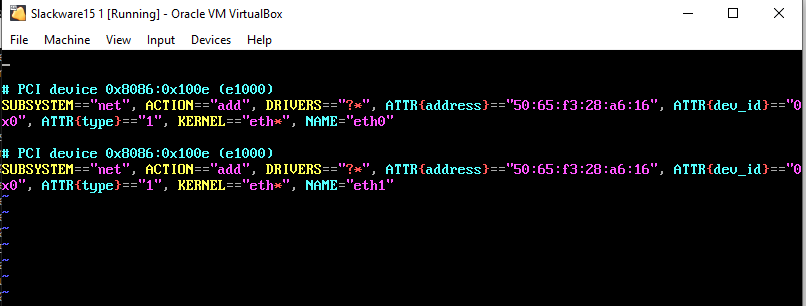 Slackware15 1 [Running] - Oracle VM VirtualBox
File Machine View Input Devices Help
# PCI device 0x8086:0x100e (e1000)
SUBSYSTEM=="net", ACTION=="add", DRIVERS=="?*", ATTR{address}=="50:65:f3:28:a6:16", ATTR{dev_id}=="0
x0", ATTR{type}=="1", KERNEL=="eth*", NAME="eth0"
# PCI device 0x8086:0x100e (e1000)
SUBSYSTEM=="net", ACTION=="add", DRIVERS=="?*", ATTR{address}=="50:65:f3:28:a6:16", ATTR{dev_id}=="0
x0", ATTR{type}=="1", KERNEL=="eth*", NAME="eth1"
~
~
~
~
~
~
~